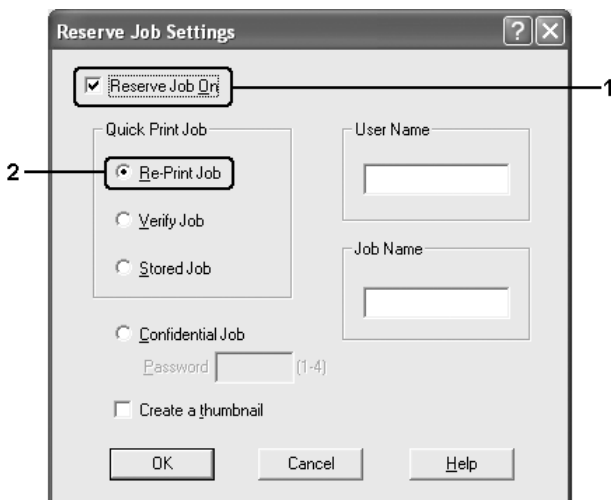 Reserve Job Settings
Reserve Job On
1
Quick Print Job
User Name
2
Re-Print Job
Verify Job
Job Name
Stored Job
Confidential Job
Password (1-4)
Create a thumbnail
OK
Cancel
Help